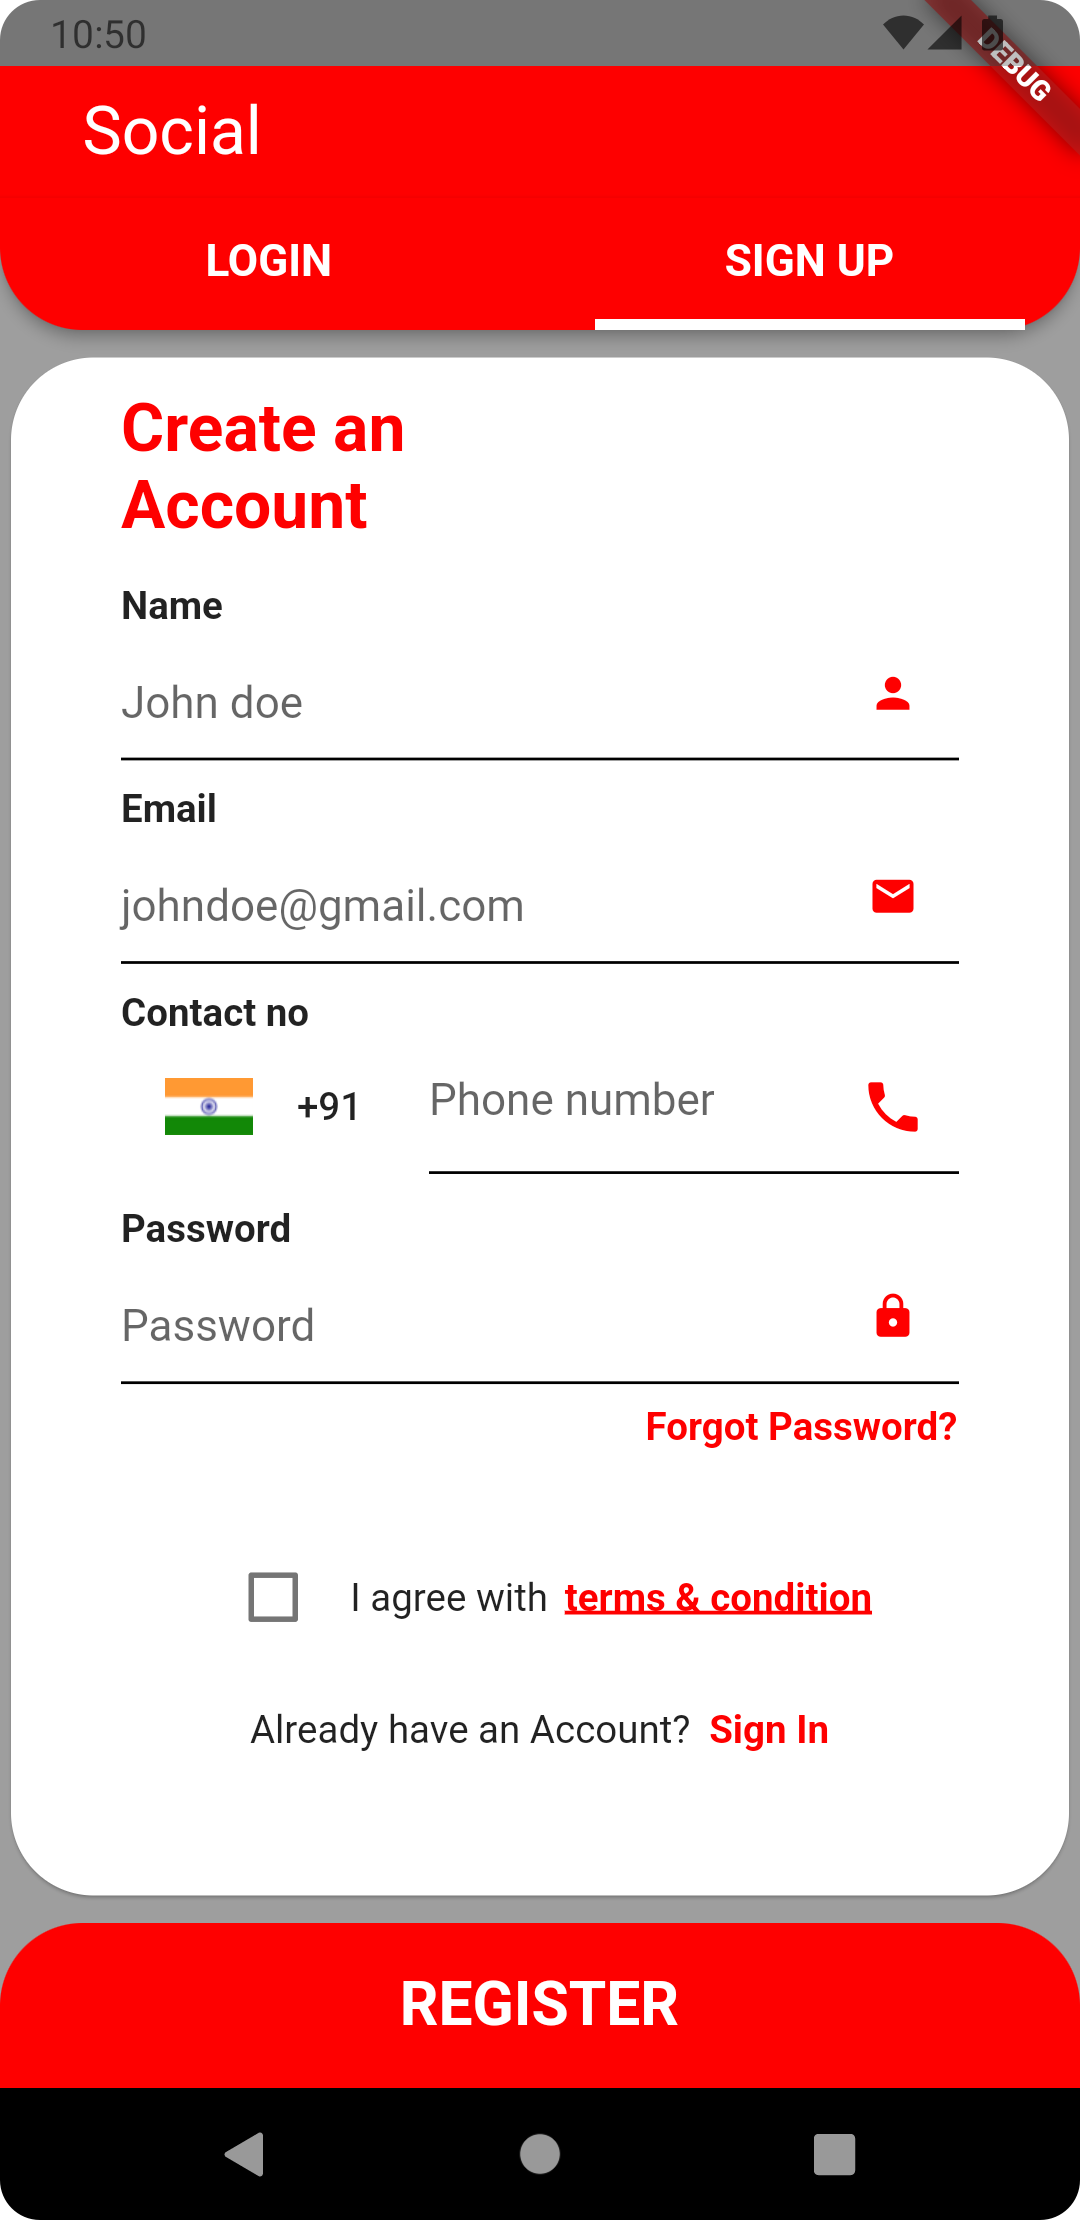 10:50
DEBUG
Social
LOGIN SIGN UP
Create an
Account
Name
John doe
Email
johndoe@gmail.com
Contact no
+91 Phone number
Password
Password
Forgot Password?
I agree with terms & condition
Already have an Account? Sign In
REGISTER